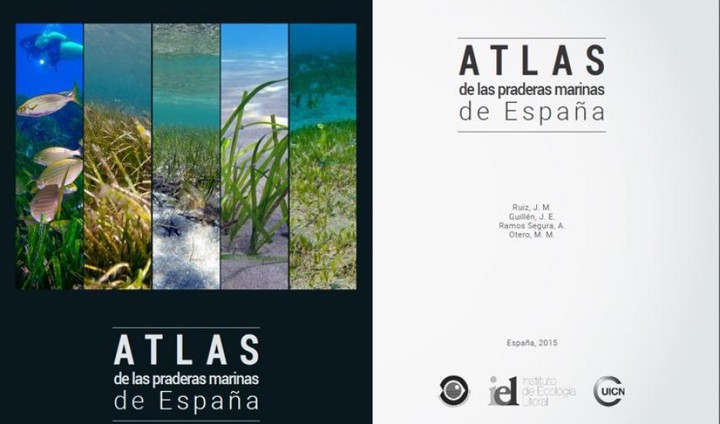 ATLAS
de las praderas marinas
de España
ATLAS
de las praderas marinas
de España
Ruiz, J. M.
Guillén, J. E.
Ramos Segura, A.
Otero, M. M.
España, 2015
iel Instituto
de Ecología
Litoral
UICN